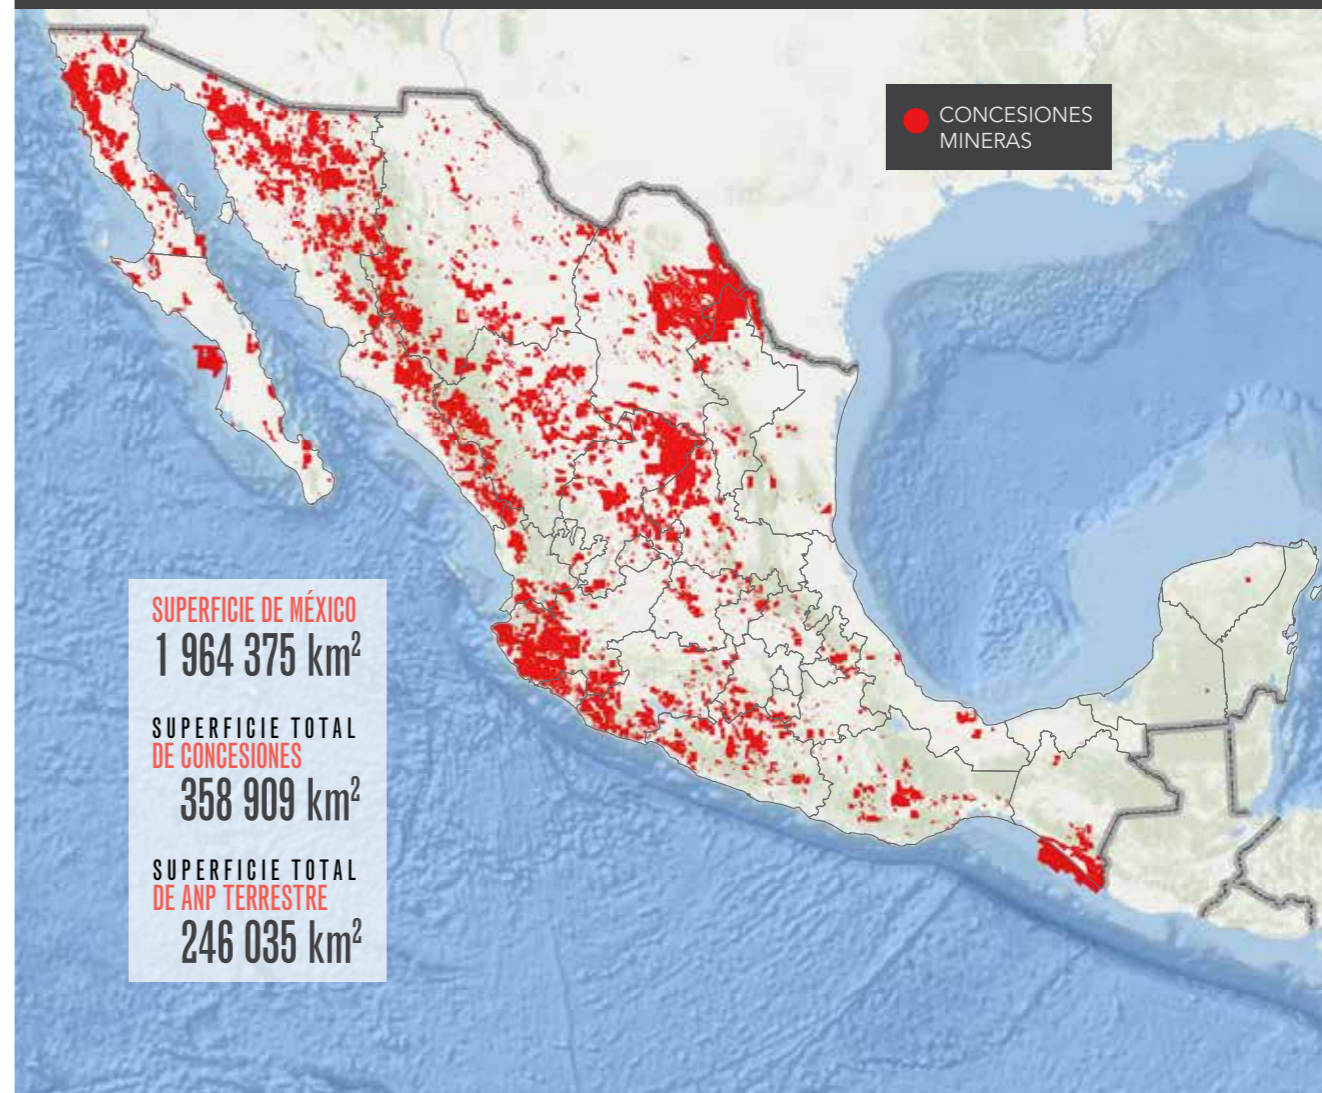 CONCESIONES
MINERAS
SUPERFICIE DE MÉXICO
1 964 375 km²
SUPERFICIE TOTAL
DE CONCESIONES
358 909 km²
SUPERFICIE TOTAL
DE ANP TERRESTRE
246 035 km²